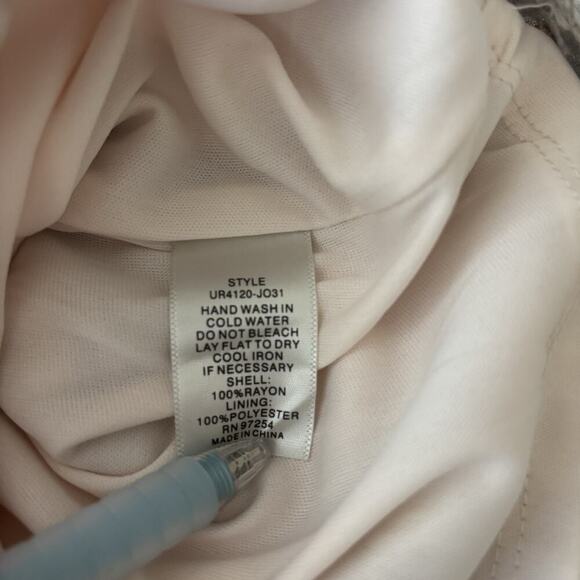 STYLE
UR4120-JO31
HAND WASH IN
COLD WATER
DO NOT BLEACH
LAY FLAT TO DRY
COOL IRON
IF NECESSARY
SHELL:
100%RAYON
LINING:
100%POLYESTER
RN 97254
MADE IN CHINA